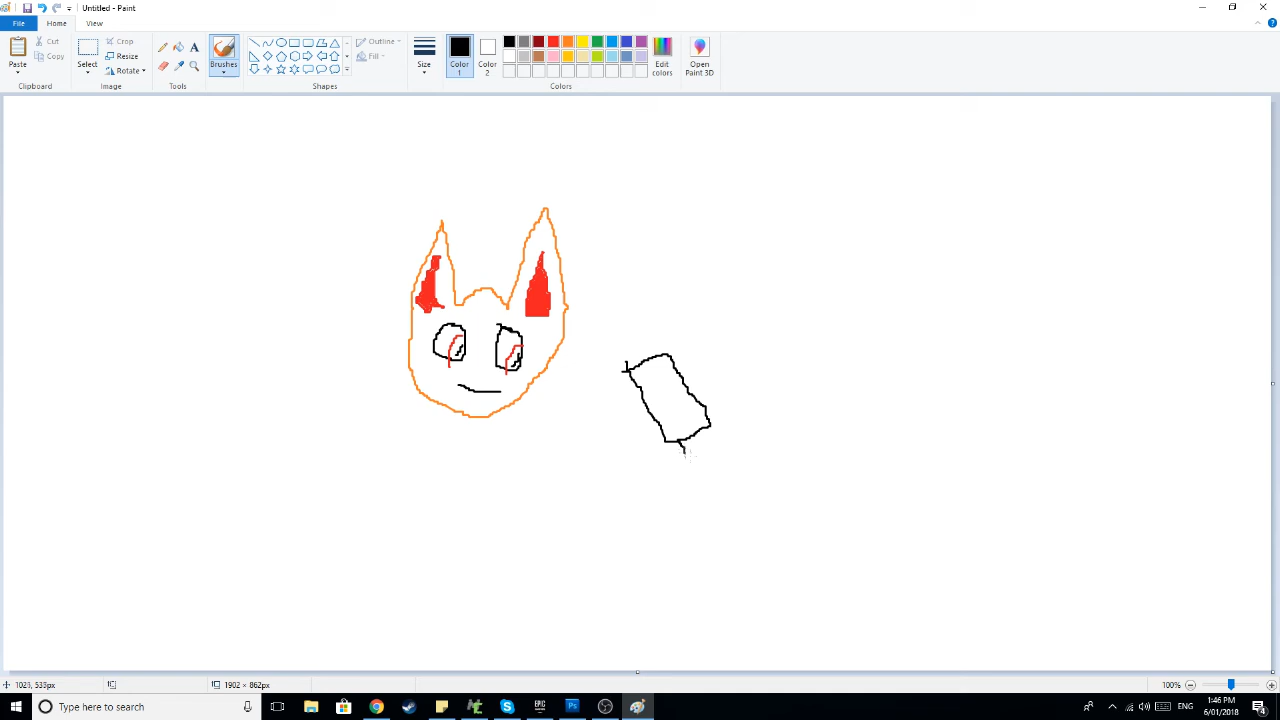 Untitled - Paint
File Home View
Paste Cut Copy Clipboard
Select Crop Resize Rotate Image
A Tools
Brushes
Outline Fill Shapes
Size
Color 1
Color 2
Edit colors
Open Paint 3D
Colors
1902 × 862px
100%
Type here to search
EPIC
Ps
ENG
1:46 PM
6/01/2018